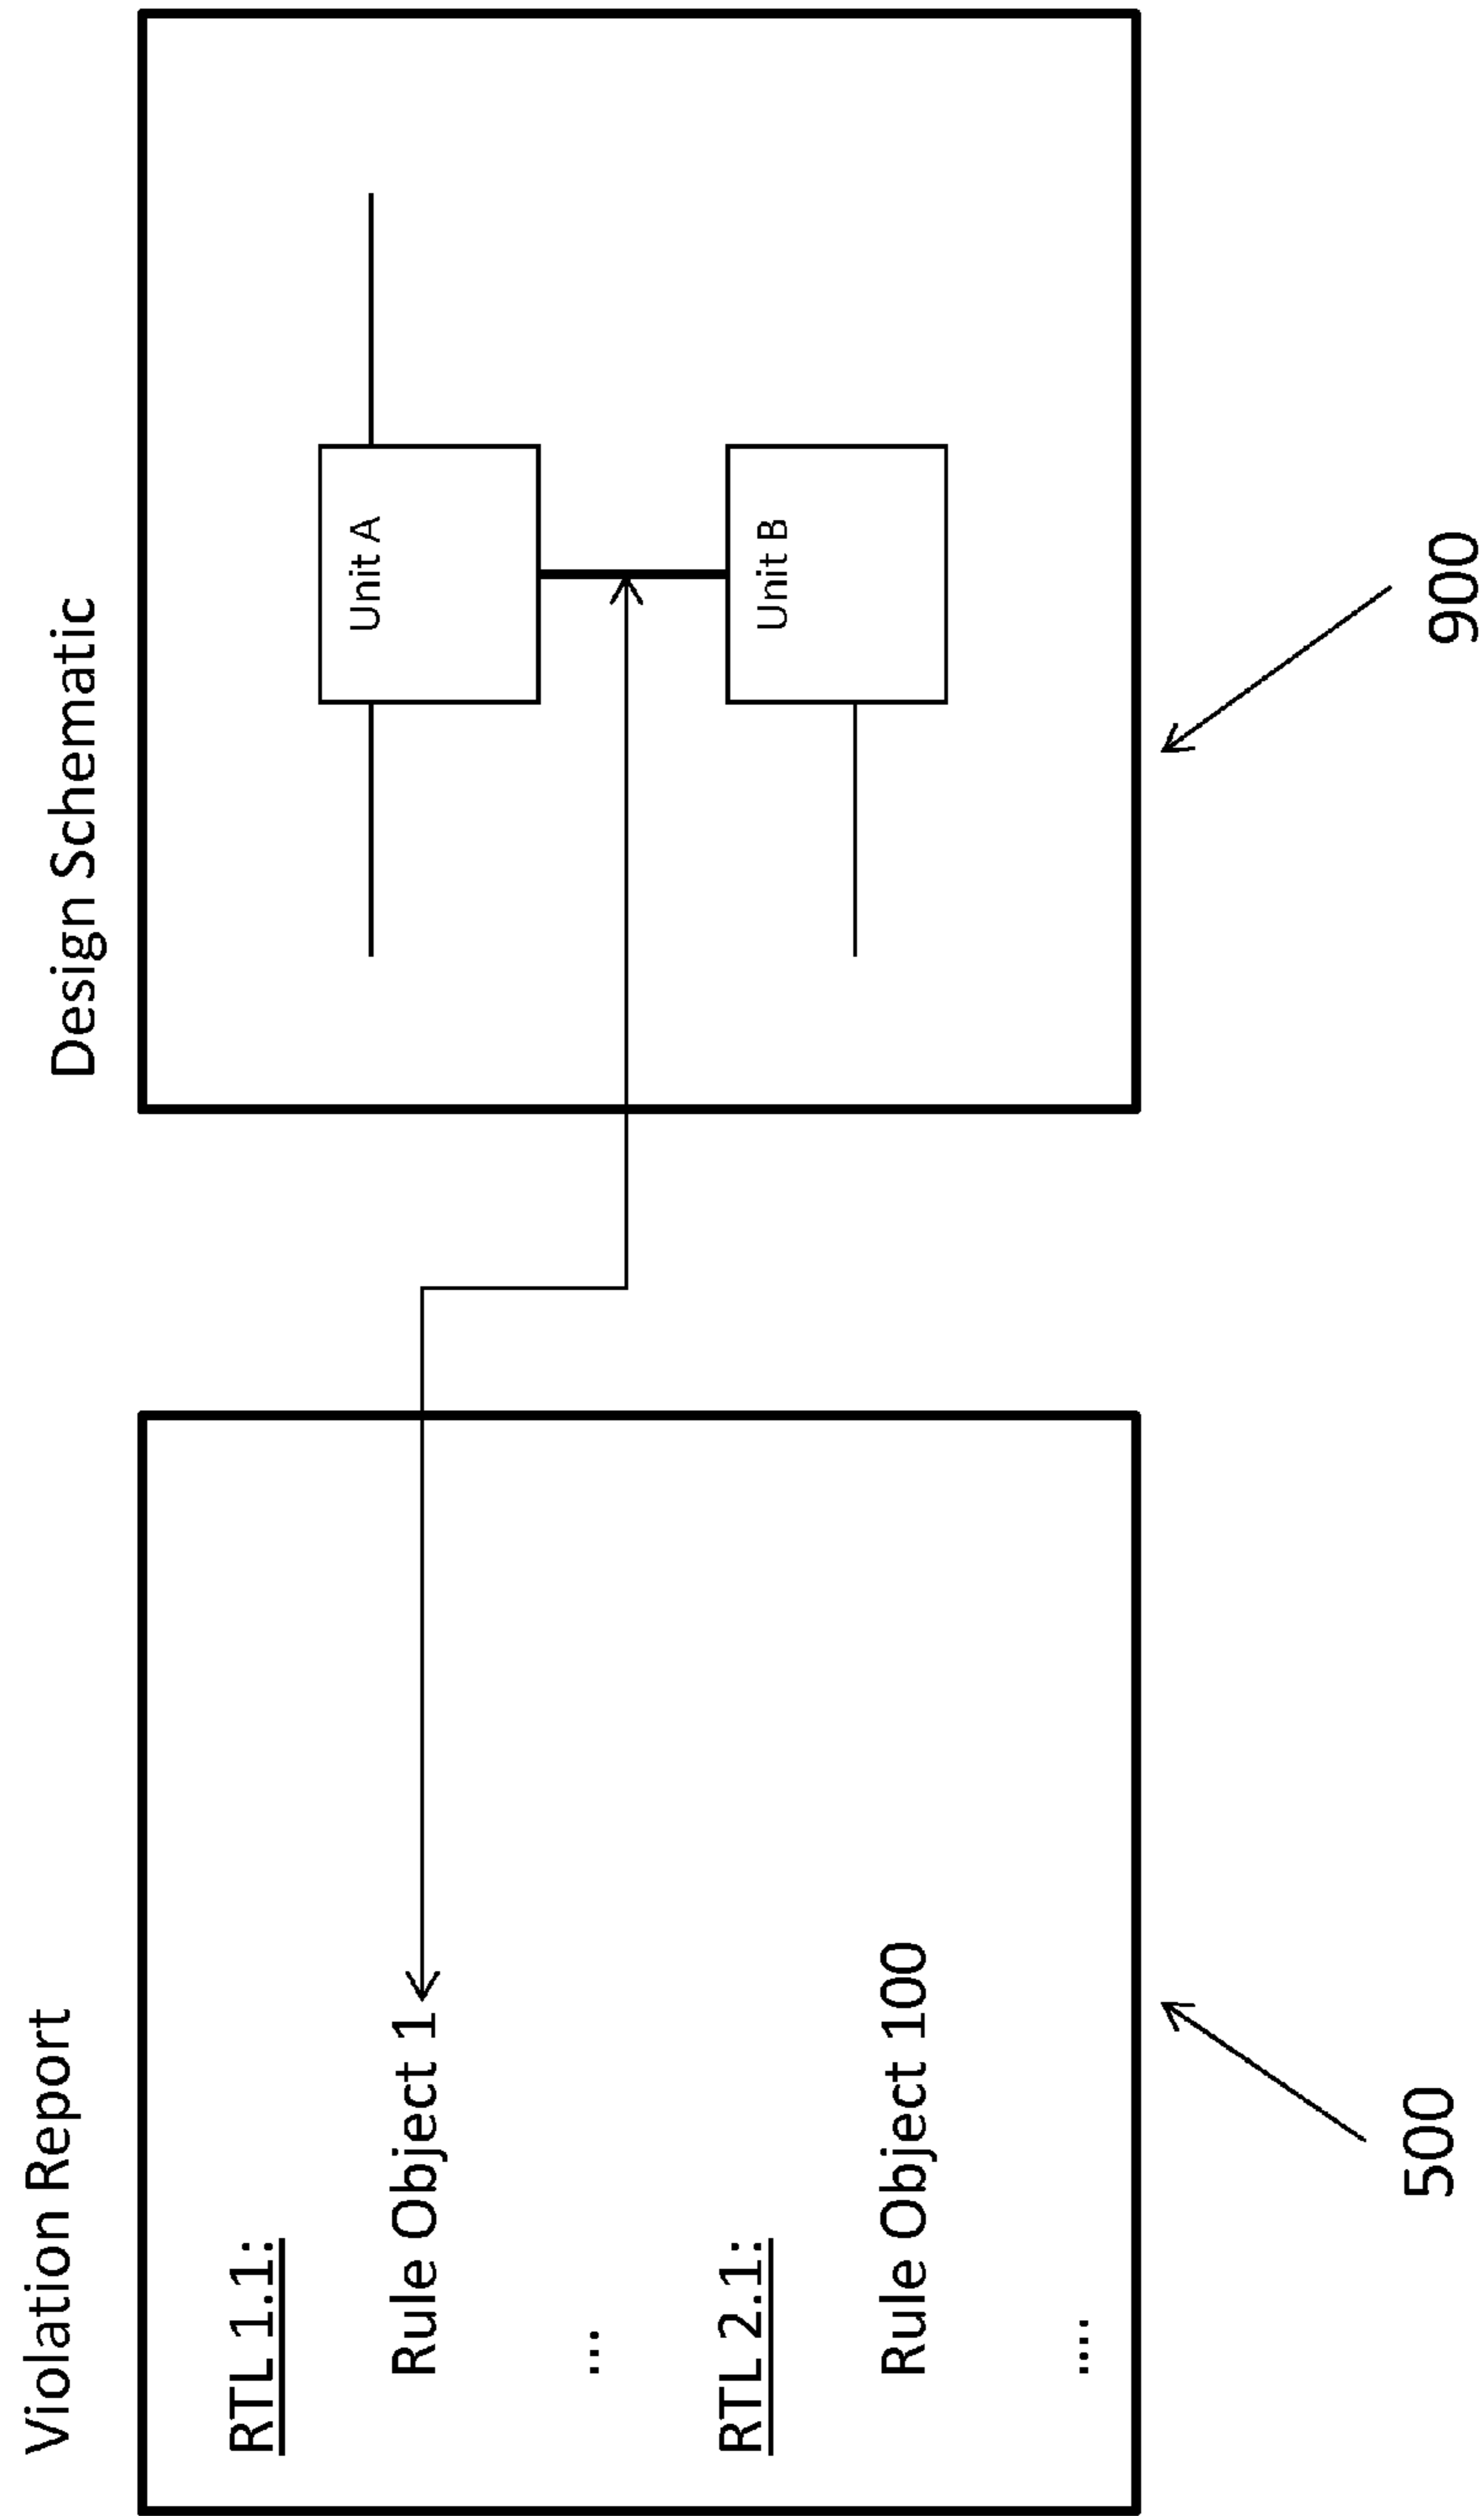 Violation Report
RTL 1.1:
Rule Object 1
...
RTL 2.1:
Rule Object 100
....
500
Design Schematic
Unit A
Unit B
900